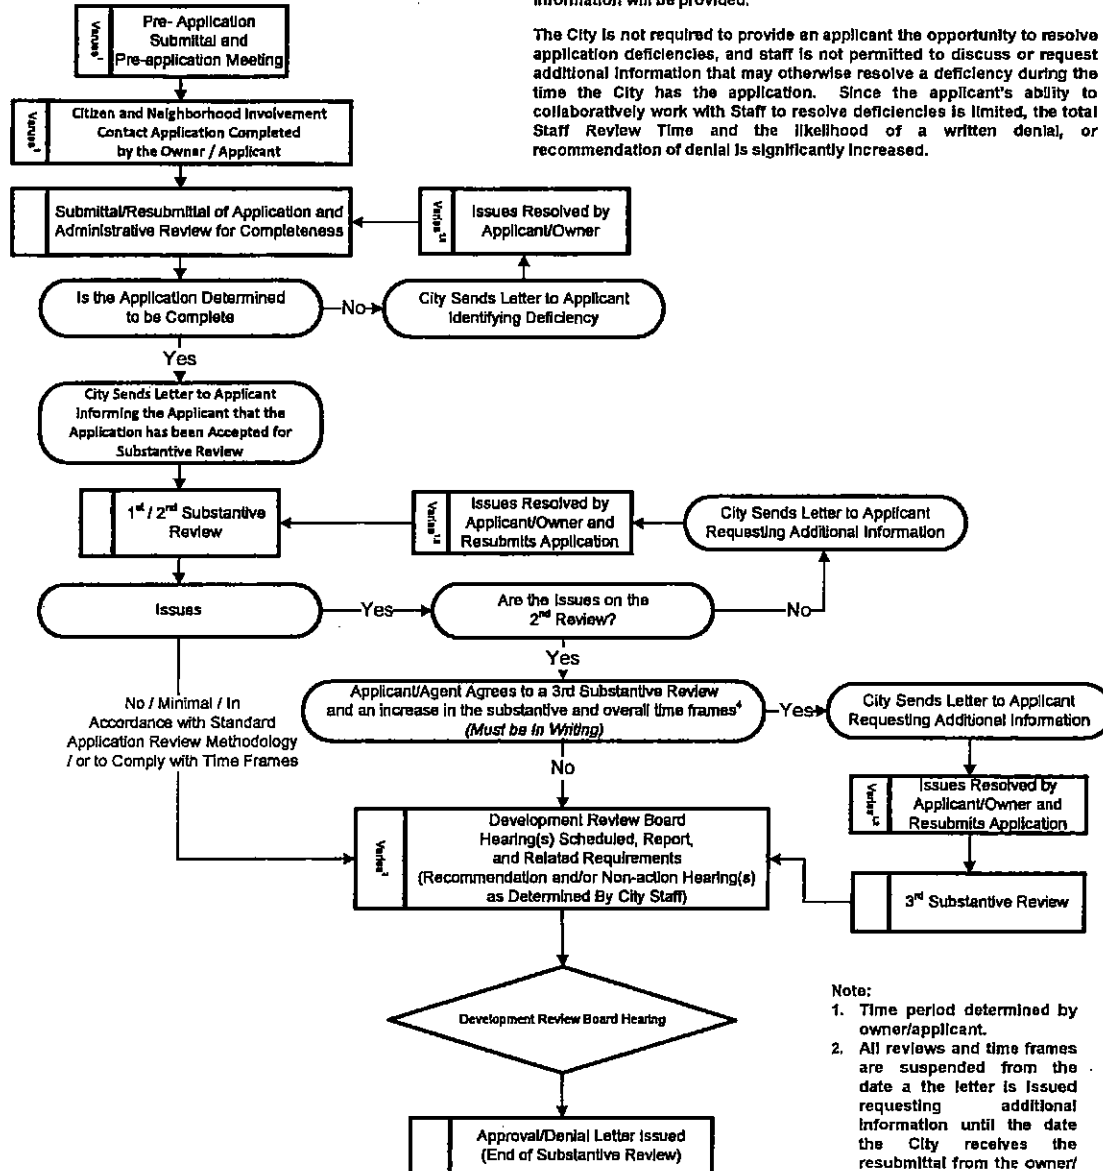 information will be provided.
The City is not required to provide an applicant the opportunity to resolve
application deficiencies, and staff is not permitted to discuss or request
additional information that may otherwise resolve a deficiency during the
time the City has the application. Since the applicant's ability to
collaboratively work with Staff to resolve deficiencies is limited, the total
Staff Review Time and the likelihood of a written denial, or
recommendation of denial is significantly increased.
Varies¹
Pre- Application
Submittal and
Pre-application Meeting
Varies¹
Citizen and Neighborhood Involvement
Contact Application Completed
by the Owner / Applicant
Submittal/Resubmittal of Application and
Administrative Review for Completeness
Varies¹,²
Issues Resolved by
Applicant/Owner
Is the Application Determined
to be Complete
No
City Sends Letter to Applicant
Identifying Deficiency
Yes
City Sends Letter to Applicant
Informing the Applicant that the
Application has been Accepted for
Substantive Review
1st / 2nd Substantive
Review
Varies¹,²
Issues Resolved by
Applicant/Owner and
Resubmits Application
City Sends Letter to Applicant
Requesting Additional Information
Issues
Yes
Are the Issues on the
2nd Review?
No
Yes
No / Minimal / In
Accordance with Standard
Application Review Methodology
/ or to Comply with Time Frames
Applicant/Agent Agrees to a 3rd Substantive Review
and an increase in the substantive and overall time frames⁴
(Must be in Writing)
Yes
City Sends Letter to Applicant
Requesting Additional Information
No
Varies¹,²
Issues Resolved by
Applicant/Owner and
Resubmits Application
Varies
Development Review Board
Hearing(s) Scheduled, Report,
and Related Requirements
(Recommendation and/or Non-action Hearing(s)
as Determined By City Staff)
3rd Substantive Review
Development Review Board Hearing
Approval/Denial Letter Issued
(End of Substantive Review)
Note:
1. Time period determined by
owner/applicant.
2. All reviews and time frames
are suspended from the
date a the letter is issued
requesting additional
information until the date
the City receives the
resubmittal from the owner/